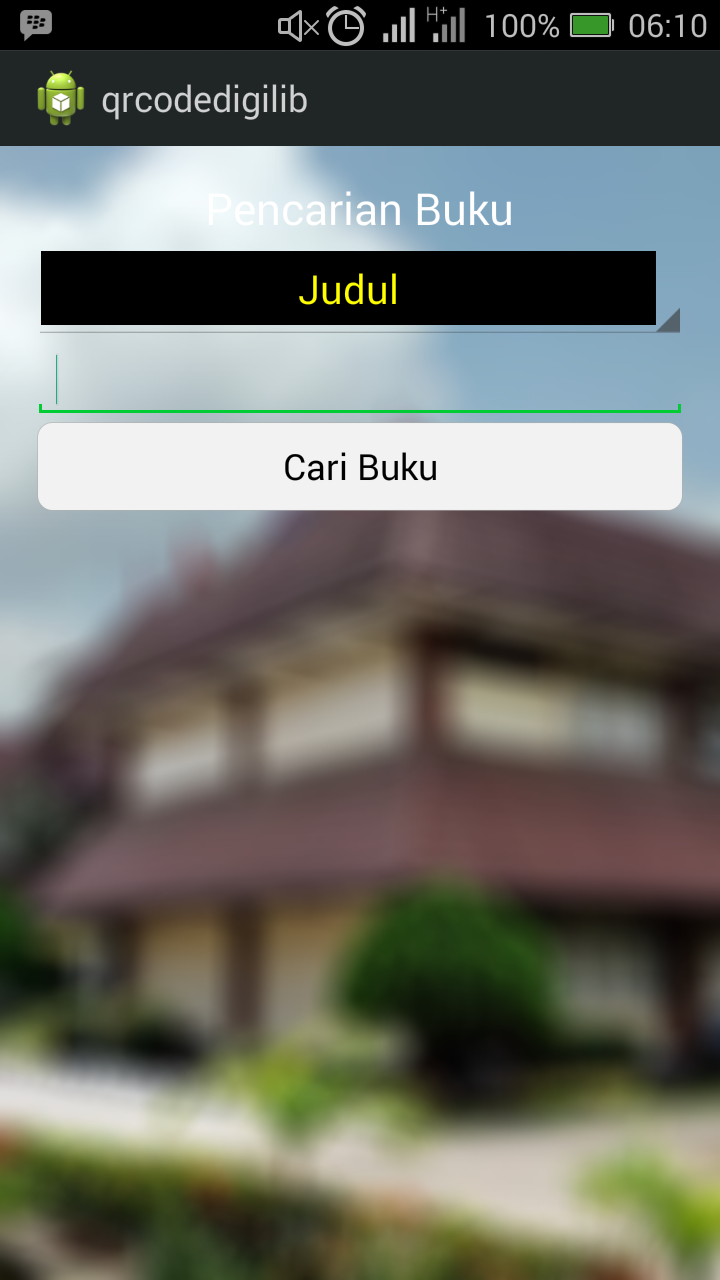 H+ 100% 06:10
qrcodedigilib
Pencarian Buku
Judul
Cari Buku